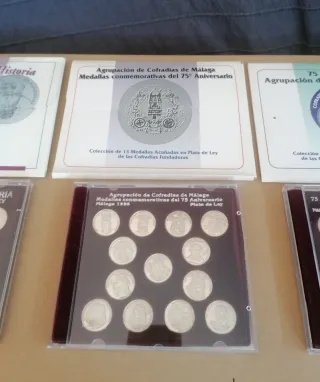 Historia
Agrupación de Cofradías de Málaga
Medallas conmemorativas del 75º Aniversario
Colección de 13 Medallas Acuñadas en Plata de Ley
de las Cofradías fundadoras
75
Agrupación d
Colección
Agrupación de Cofradías de Málaga
Medallas conmemorativas del 75 Aniversario
Málaga 1996
Plata de Ley
75